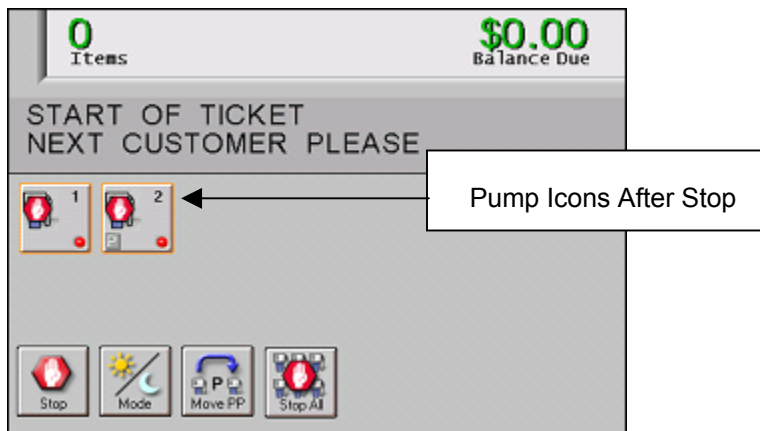 0
Items
$0.00
Balance Due
START OF TICKET
NEXT CUSTOMER PLEASE
Pump Icons After Stop
1
2
Stop
Mode
P
Move PP
Stop All